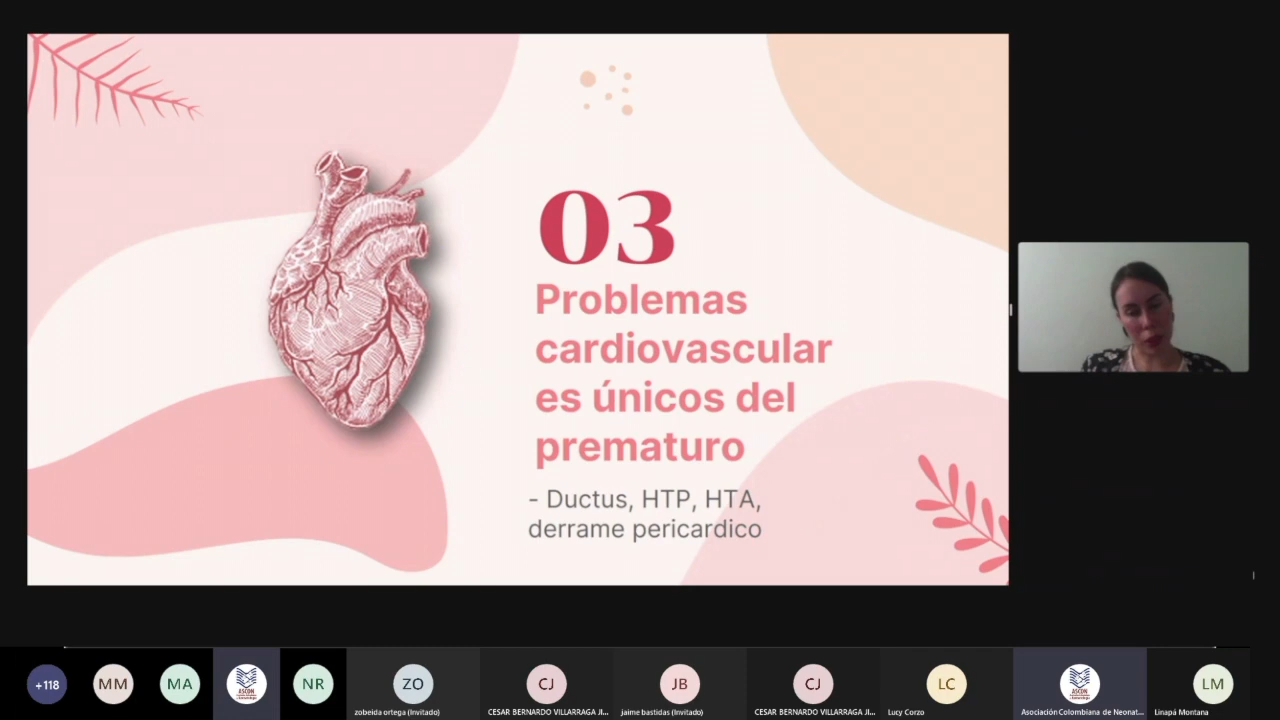 03
Problemas
cardiovascular
es únicos del
prematuro
- Ductus, HTP, HTA,
derrame pericardico
+118
MM
MA
ASCON
NR
ZO
zobeida ortega (Invitado)
CJ
CESAR BERNARDO VILLARRAGA JI...
JB
jaime bastidas (Invitado)
CJ
CESAR BERNARDO VILLARRAGA JI...
LC
Lucy Corzo
ASCON
Asociación Colombiana de Neonat...
LM
Linapá Montana